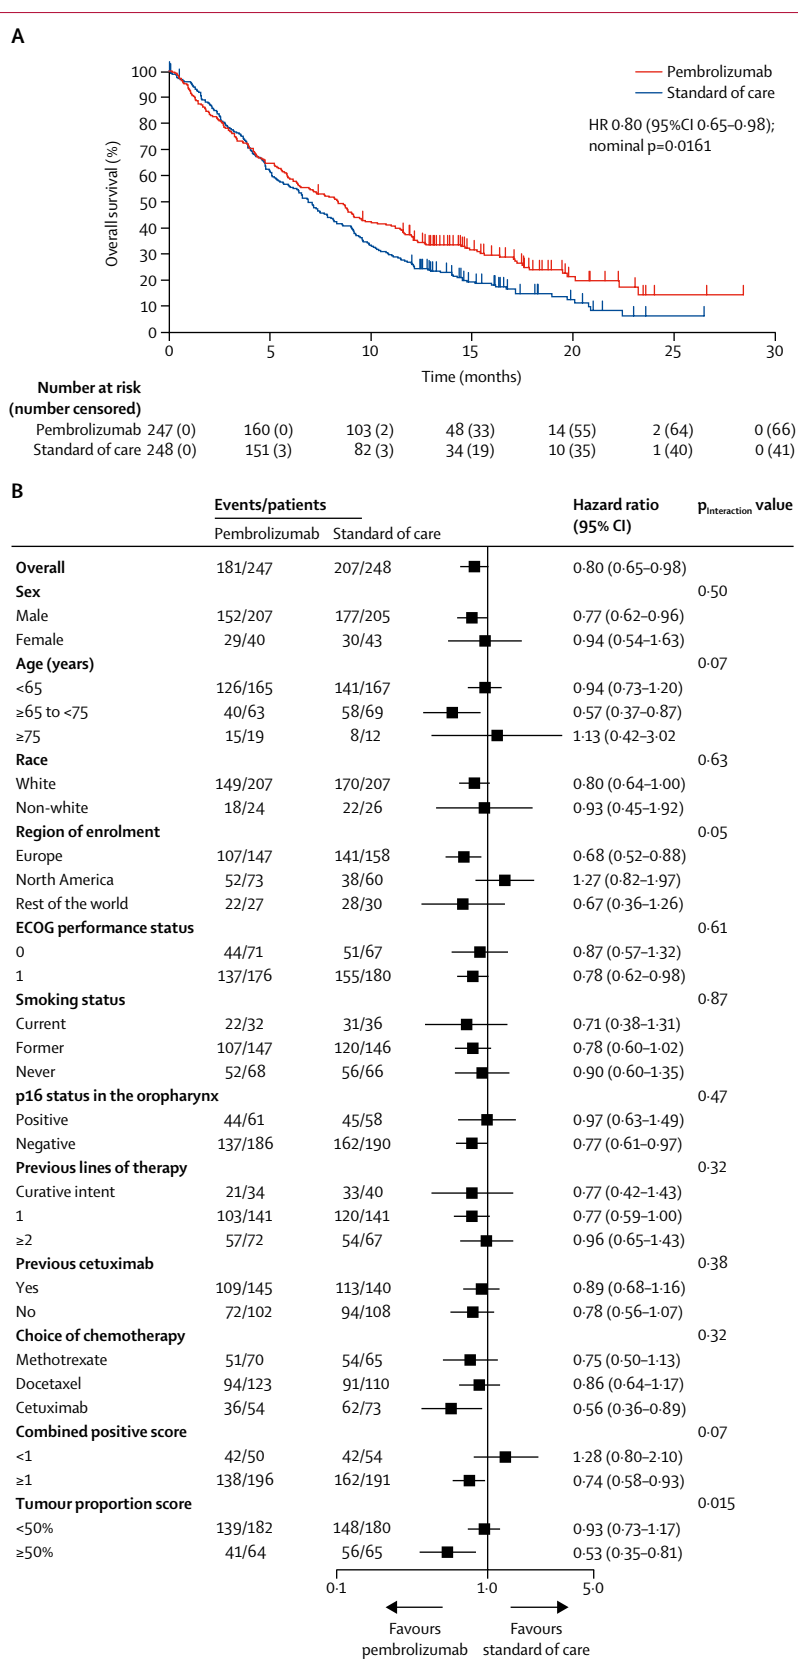 A
Pembrolizumab
Standard of care
HR 0·80 (95%CI 0·65–0·98);
nominal p=0·0161
Overall survival (%)
100
90
80
70
60
50
40
30
20
10
0
0 5 10 15 20 25 30
Time (months)
Number at risk
(number censored)
Pembrolizumab 247 (0) 160 (0) 103 (2) 48 (33) 14 (55) 2 (64) 0 (66)
Standard of care 248 (0) 151 (3) 82 (3) 34 (19) 10 (35) 1 (40) 0 (41)
B
Events/patients Hazard ratio (95% CI) pInteraction value
Pembrolizumab Standard of care
Overall 181/247 207/248 0·80 (0·65–0·98)
Sex 0·50
Male 152/207 177/205 0·77 (0·62–0·96)
Female 29/40 30/43 0·94 (0·54–1·63)
Age (years) 0·07
<65 126/165 141/167 0·94 (0·73–1·20)
≥65 to <75 40/63 58/69 0·57 (0·37–0·87)
≥75 15/19 8/12 1·13 (0·42–3·02
Race 0·63
White 149/207 170/207 0·80 (0·64–1·00)
Non-white 18/24 22/26 0·93 (0·45–1·92)
Region of enrolment 0·05
Europe 107/147 141/158 0·68 (0·52–0·88)
North America 52/73 38/60 1·27 (0·82–1·97)
Rest of the world 22/27 28/30 0·67 (0·36–1·26)
ECOG performance status 0·61
0 44/71 51/67 0·87 (0·57–1·32)
1 137/176 155/180 0·78 (0·62–0·98)
Smoking status 0·87
Current 22/32 31/36 0·71 (0·38–1·31)
Former 107/147 120/146 0·78 (0·60–1·02)
Never 52/68 56/66 0·90 (0·60–1·35)
p16 status in the oropharynx 0·47
Positive 44/61 45/58 0·97 (0·63–1·49)
Negative 137/186 162/190 0·77 (0·61–0·97)
Previous lines of therapy 0·32
Curative intent 21/34 33/40 0·77 (0·42–1·43)
1 103/141 120/141 0·77 (0·59–1·00)
≥2 57/72 54/67 0·96 (0·65–1·43)
Previous cetuximab 0·38
Yes 109/145 113/140 0·89 (0·68–1·16)
No 72/102 94/108 0·78 (0·56–1·07)
Choice of chemotherapy 0·32
Methotrexate 51/70 54/65 0·75 (0·50–1·13)
Docetaxel 94/123 91/110 0·86 (0·64–1·17)
Cetuximab 36/54 62/73 0·56 (0·36–0·89)
Combined positive score 0·07
<1 42/50 42/54 1·28 (0·80–2·10)
≥1 138/196 162/191 0·74 (0·58–0·93)
Tumour proportion score 0·015
<50% 139/182 148/180 0·93 (0·73–1·17)
≥50% 41/64 56/65 0·53 (0·35–0·81)
0·1 1·0 5·0
Favours pembrolizumab
Favours standard of care